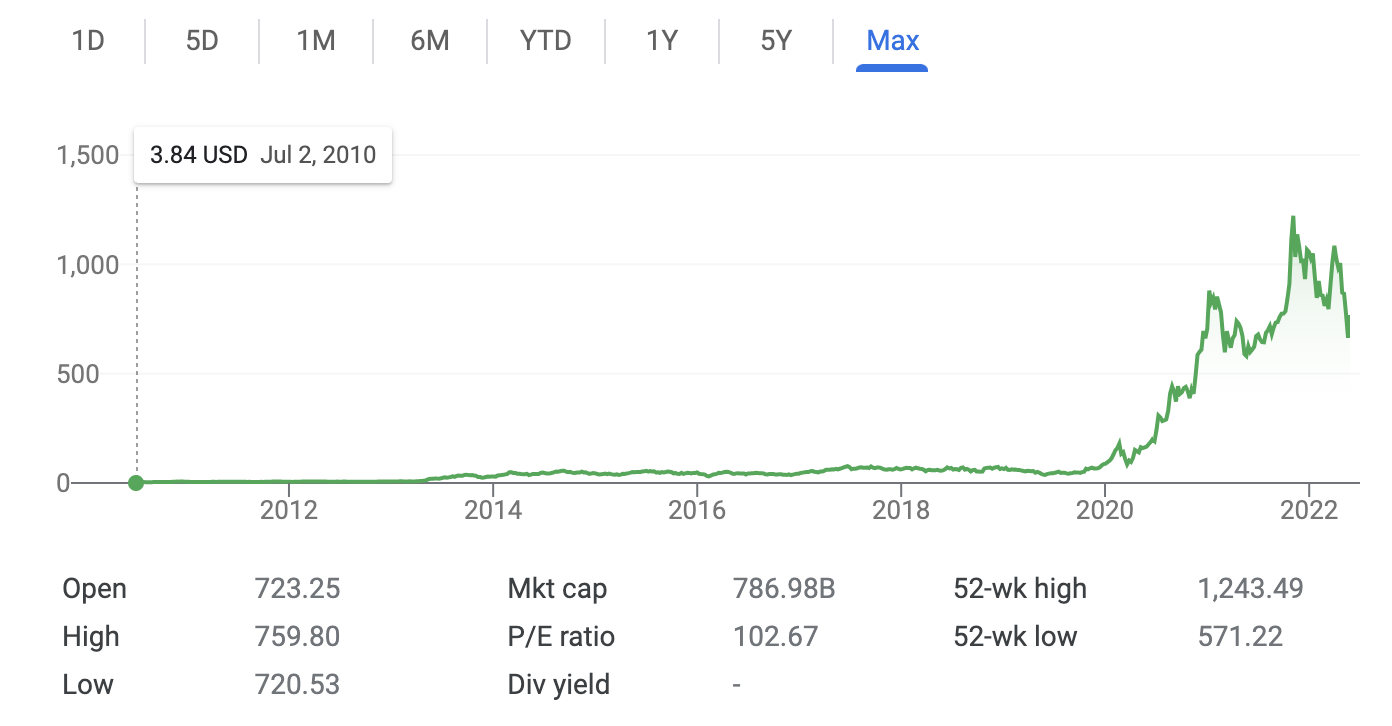 1D 5D 1M 6M YTD 1Y 5Y Max
1,500
3.84 USD Jul 2, 2010
1,000
500
0
2012 2014 2016 2018 2020 2022
Open 723.25 Mkt cap 786.98B 52-wk high 1,243.49
High 759.80 P/E ratio 102.67 52-wk low 571.22
Low 720.53 Div yield -